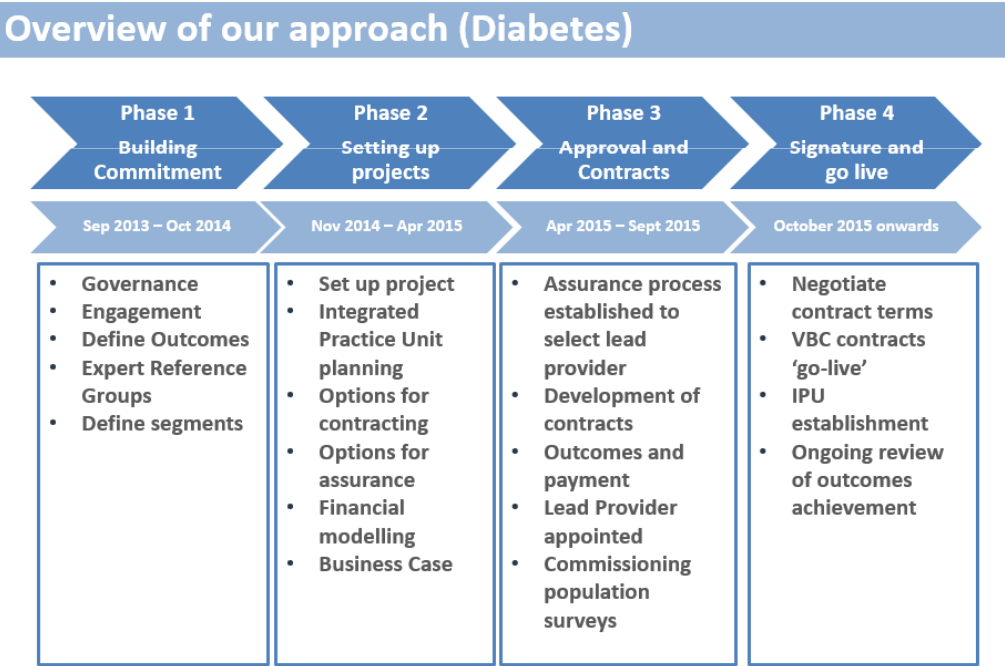 Overview of our approach (Diabetes)
Phase 1
Building
Commitment
Phase 2
Setting up
projects
Phase 3
Approval and
Contracts
Phase 4
Signature and
go live
Sep 2013 – Oct 2014
Nov 2014 – Apr 2015
Apr 2015 – Sept 2015
October 2015 onwards
• Governance
• Engagement
• Define Outcomes
• Expert Reference
Groups
• Define segments
• Set up project
• Integrated
Practice Unit
planning
• Options for
contracting
• Options for
assurance
• Financial
modelling
• Business Case
• Assurance process
established to
select lead
provider
• Development of
contracts
• Outcomes and
payment
• Lead Provider
appointed
• Commissioning
population
surveys
• Negotiate
contract terms
• VBC contracts
‘go-live’
• IPU
establishment
• Ongoing review
of outcomes
achievement